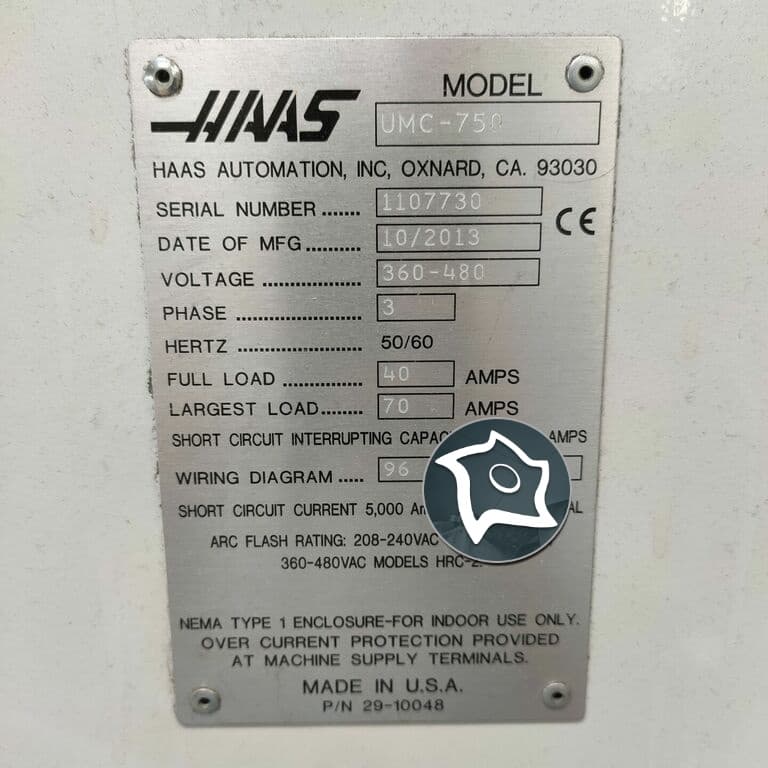 HAAS
MODEL
UMC-750
HAAS AUTOMATION, INC, OXNARD, CA. 93030
SERIAL NUMBER ....... 1107730
CE
DATE OF MFG.......... 10/2013
VOLTAGE .................. 360-480
PHASE ....................... 3
HERTZ ....................... 50/60
FULL LOAD .............. 40 AMPS
LARGEST LOAD........ 70 AMPS
SHORT CIRCUIT INTERRUPTING AMPS
WIRING DIAGRAM ..... 96
SHORT CIRCUIT CURRENT 5,000
ARC FLASH RATING: 208-240VAC
360-480VAC MODELS
NEMA TYPE 1 ENCLOSURE-FOR INDOOR USE ONLY.
OVER CURRENT PROTECTION PROVIDED
AT MACHINE SUPPLY TERMINALS.
MADE IN U.S.A.
P/N 29-10048